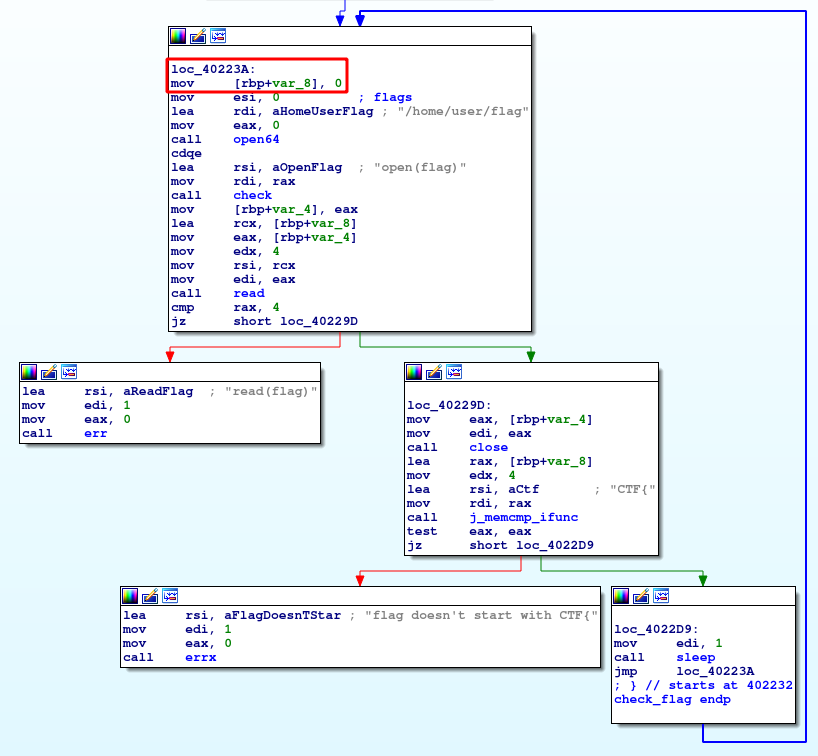 loc_40223A:
mov [rbp+var_8], 0
mov esi, 0 ; flags
lea rdi, aHomeUserFlag ; "/home/user/flag"
mov eax, 0
call open64
cdqe
lea rsi, aOpenFlag ; "open(flag)"
mov rdi, rax
call check
mov [rbp+var_4], eax
lea rcx, [rbp+var_8]
mov eax, [rbp+var_4]
mov edx, 4
mov rsi, rcx
mov edi, eax
call read
cmp rax, 4
jz short loc_40229D
lea rsi, aReadFlag ; "read(flag)"
mov edi, 1
mov eax, 0
call err
loc_40229D:
mov eax, [rbp+var_4]
mov edi, eax
call close
lea rax, [rbp+var_8]
mov edx, 4
lea rsi, aCtf ; "CTF{"
mov rdi, rax
call j_memcmp_ifunc
test eax, eax
jz short loc_4022D9
lea rsi, aFlagDoesnTStar ; "flag doesn't start with CTF{"
mov edi, 1
mov eax, 0
call errx
loc_4022D9:
mov edi, 1
call sleep
jmp loc_40223A
; } // starts at 402232
check_flag endp